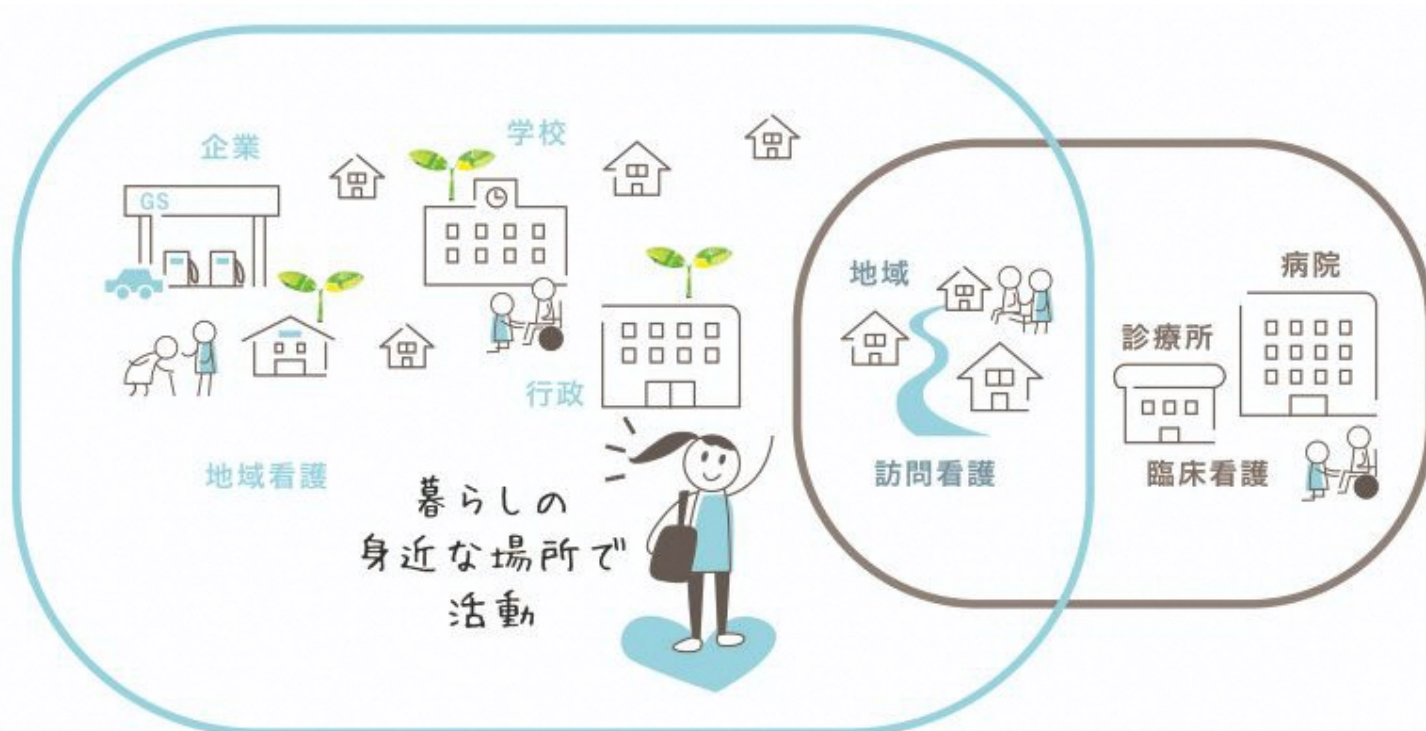 企業
学校
GS
行政
地域看護
暮らしの
身近な場所で
活動
地域
訪問看護
病院
診療所
臨床看護